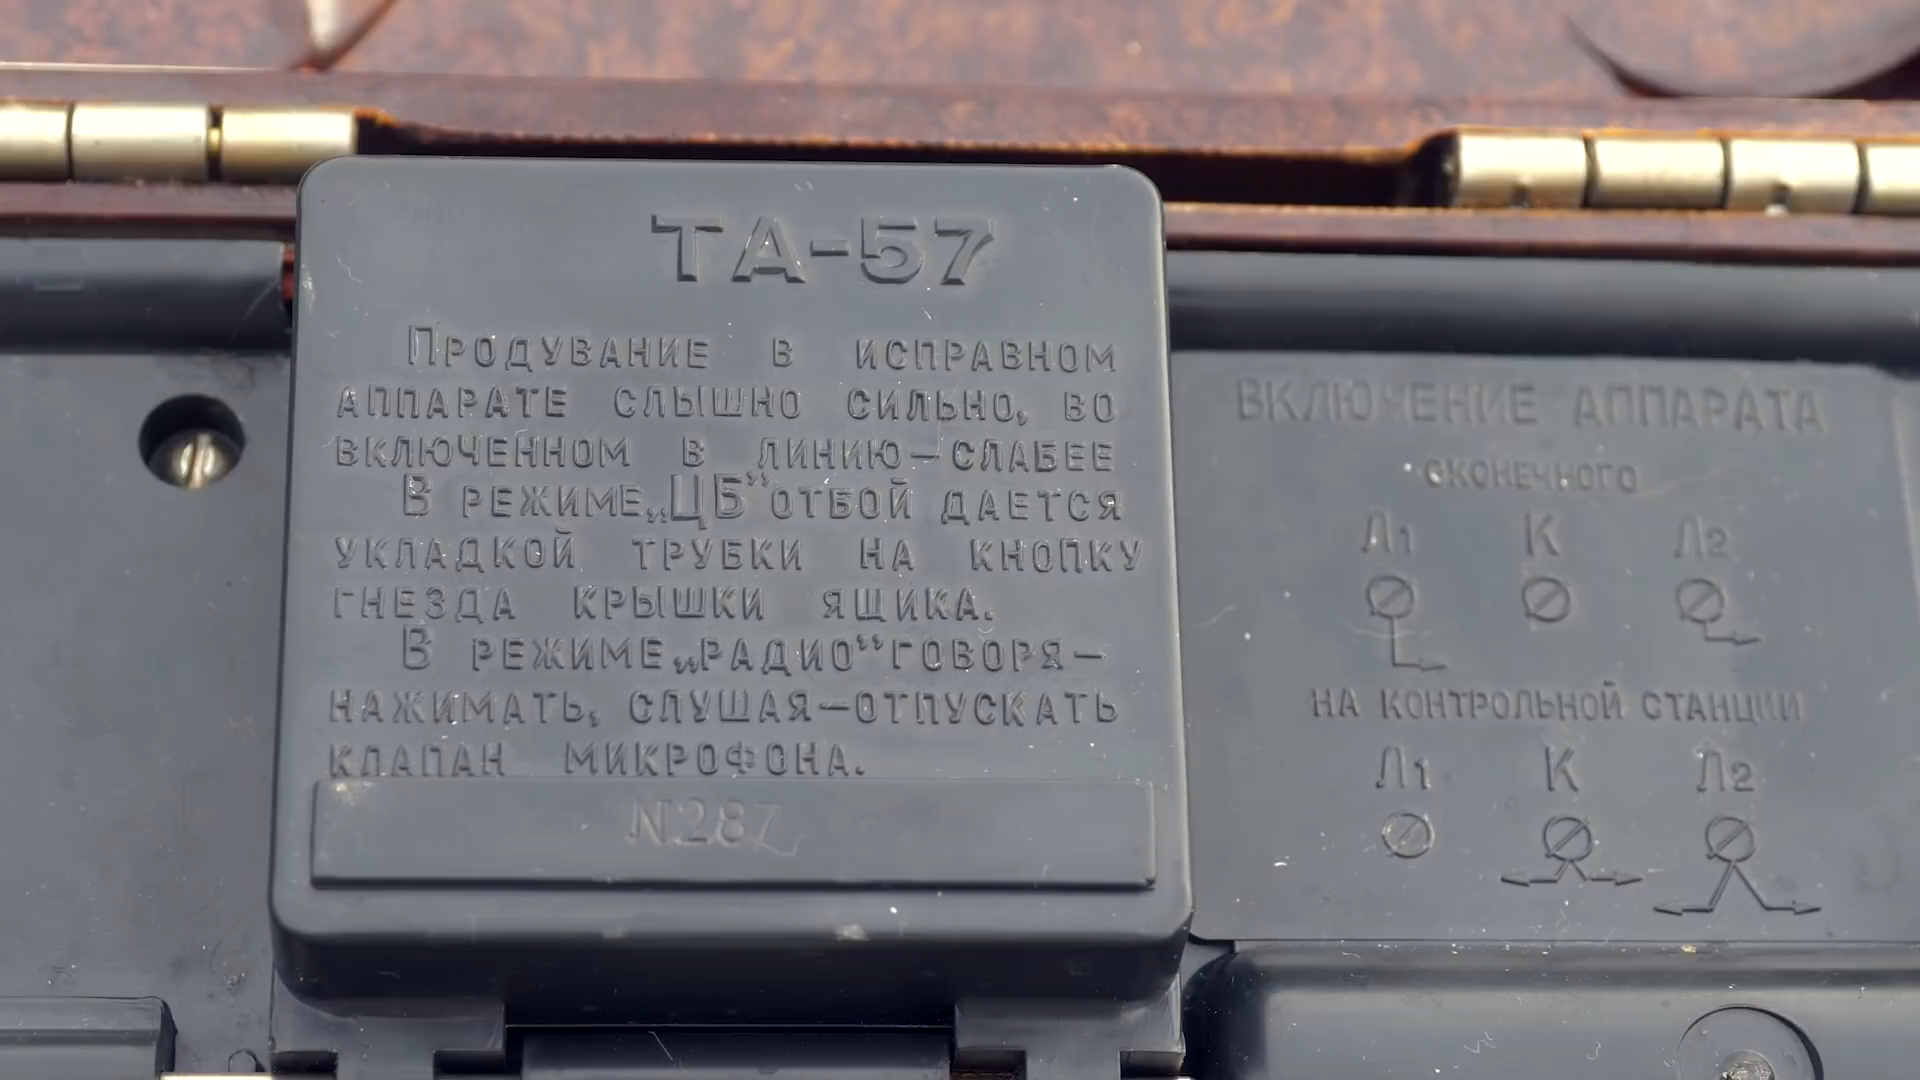 ТА-57
Продувание в исправном
аппарате слышно сильно, во
включенном в линию—слабее
В режиме „ЦБ” отбой дается
укладкой трубки на кнопку
гнезда крышки ящика.
В режиме „радио” говоря—
нажимать, слушая—отпускать
клапан микрофона.
ВКЛЮЧЕНИЕ АППАРАТА
ОКОНЕЧНОГО
Л1 К Л2
НА КОНТРОЛЬНОЙ СТАНЦИИ
Л1 К Л2